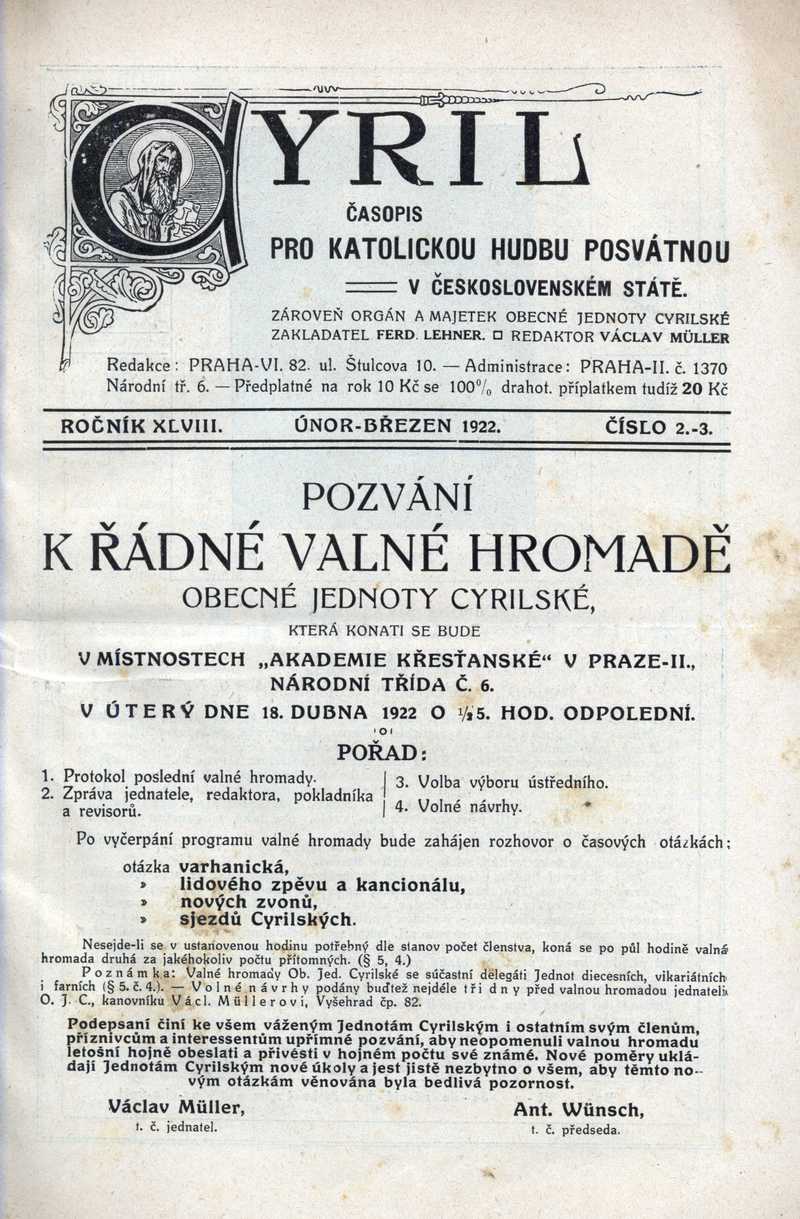 CYRIL
ČASOPIS
PRO KATOLICKOU HUDBU POSVÁTNOU
V ČESKOSLOVENSKÉM STÁTĚ.
ZÁROVEŇ ORGÁN A MAJETEK OBECNÉ JEDNOTY CYRILSKÉ
ZAKLADATEL FERD. LEHNER. □ REDAKTOR VÁCLAV MÜLLER
Redakce: PRAHA-VI. 82. ul. Štulcova 10. — Administrace: PRAHA-II. č. 1370
Národní tř. 6. — Předplatné na rok 10 Kč se 100% drahot. příplatkem tudíž 20 Kč
ROČNÍK XLVIII. ÚNOR-BŘEZEN 1922. ČÍSLO 2.-3.
POZVÁNÍ
K ŘÁDNÉ VALNÉ HROMADĚ
OBECNÉ JEDNOTY CYRILSKÉ,
KTERÁ KONATI SE BUDE
V MÍSTNOSTECH „AKADEMIE KŘESŤANSKÉ“ V PRAZE-II.,
NÁRODNÍ TŘÍDA Č. 6.
V ÚTERÝ DNE 18. DUBNA 1922 O ½5. HOD. ODPOLEDNÍ.
POŘAD:
1. Protokol poslední valné hromady.
2. Zpráva jednatele, redaktora, pokladníka
a revisorů.
3. Volba výboru ústředního.
4. Volné návrhy.
Po vyčerpání programu valné hromady bude zahájen rozhovor o časových otázkách:
otázka varhanická,
» lidového zpěvu a kancionálu,
» nových zvonů,
» sjezdů Cyrilských.
Nesejde-li se v ustanovenou hodinu potřebný dle stanov počet členstva, koná se po půl hodině valná
hromada druhá za jakéhokoliv počtu přítomných. (§ 5, 4.)
Poznámka: Valné hromady Ob. Jed. Cyrilské se súčastní delegáti Jednot diecesních, vikariátních
i farních (§ 5. č. 4.). — Volné návrhy podány buďtež nejdéle tři dny před valnou hromadou jednateli
O. J. C., kanovníku Václ. Müllerovi, Vyšehrad čp. 82.
Podepsaní činí ke všem váženým Jednotám Cyrilským i ostatním svým členům,
příznivcům a interessentům upřímné pozvání, aby neopomenuli valnou hromadu
letošní hojně obeslati a přivésti v hojném počtu své známé. Nové poměry uklá-
dají Jednotám Cyrilským nové úkoly a jest jistě nezbytno o všem, aby těmto no-
vým otázkám věnována byla bedlivá pozornost.
Václav Müller,
t. č. jednatel.
Ant. Wünsch,
t. č. předseda.